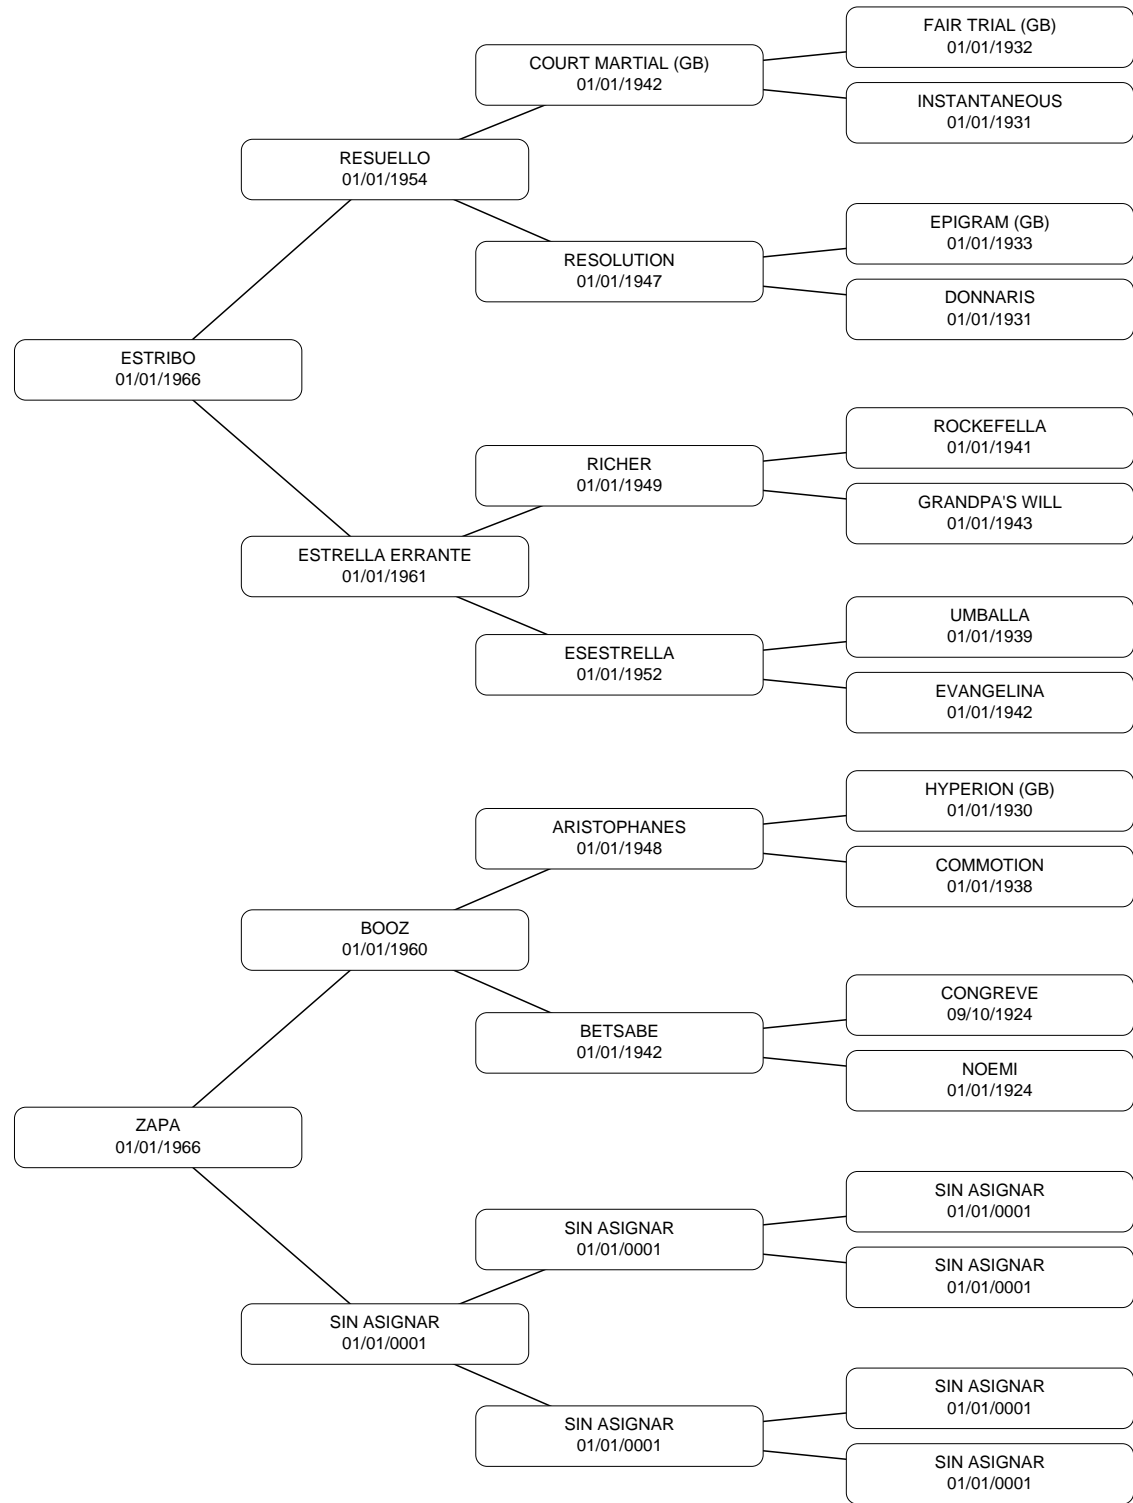 FAIR TRIAL (GB)
01/01/1932
COURT MARTIAL (GB)
01/01/1942
INSTANTANEOUS
01/01/1931
RESUELLO
01/01/1954
EPIGRAM (GB)
01/01/1933
RESOLUTION
01/01/1947
DONNARIS
01/01/1931
ESTRIBO
01/01/1966
ROCKEFELLA
01/01/1941
RICHER
01/01/1949
GRANDPA'S WILL
01/01/1943
ESTRELLA ERRANTE
01/01/1961
UMBALLA
01/01/1939
ESESTRELLA
01/01/1952
EVANGELINA
01/01/1942
HYPERION (GB)
01/01/1930
ARISTOPHANES
01/01/1948
COMMOTION
01/01/1938
BOOZ
01/01/1960
CONGREVE
09/10/1924
BETSABE
01/01/1942
NOEMI
01/01/1924
ZAPA
01/01/1966
SIN ASIGNAR
01/01/0001
SIN ASIGNAR
01/01/0001
SIN ASIGNAR
01/01/0001
SIN ASIGNAR
01/01/0001
SIN ASIGNAR
01/01/0001
SIN ASIGNAR
01/01/0001
SIN ASIGNAR
01/01/0001